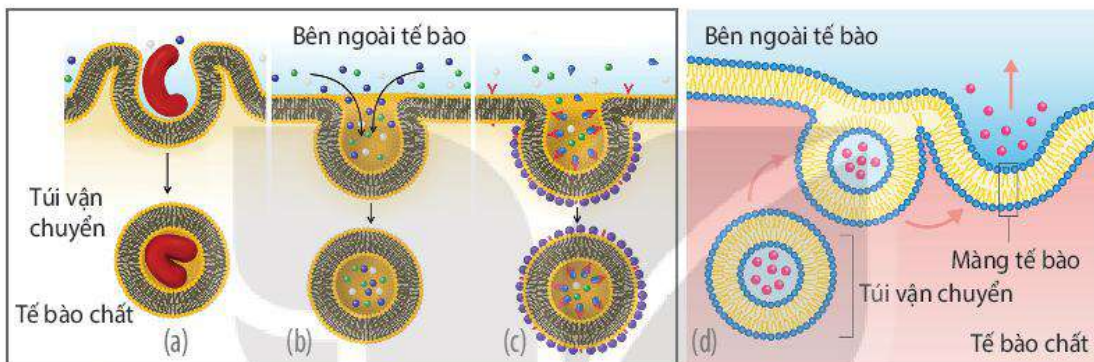 Bên ngoài tế bào
Túi vận
chuyển
Tế bào chất
(a)
(b)
(c)
Bên ngoài tế bào
Màng tế bào
Túi vận chuyển
Tế bào chất
(d)